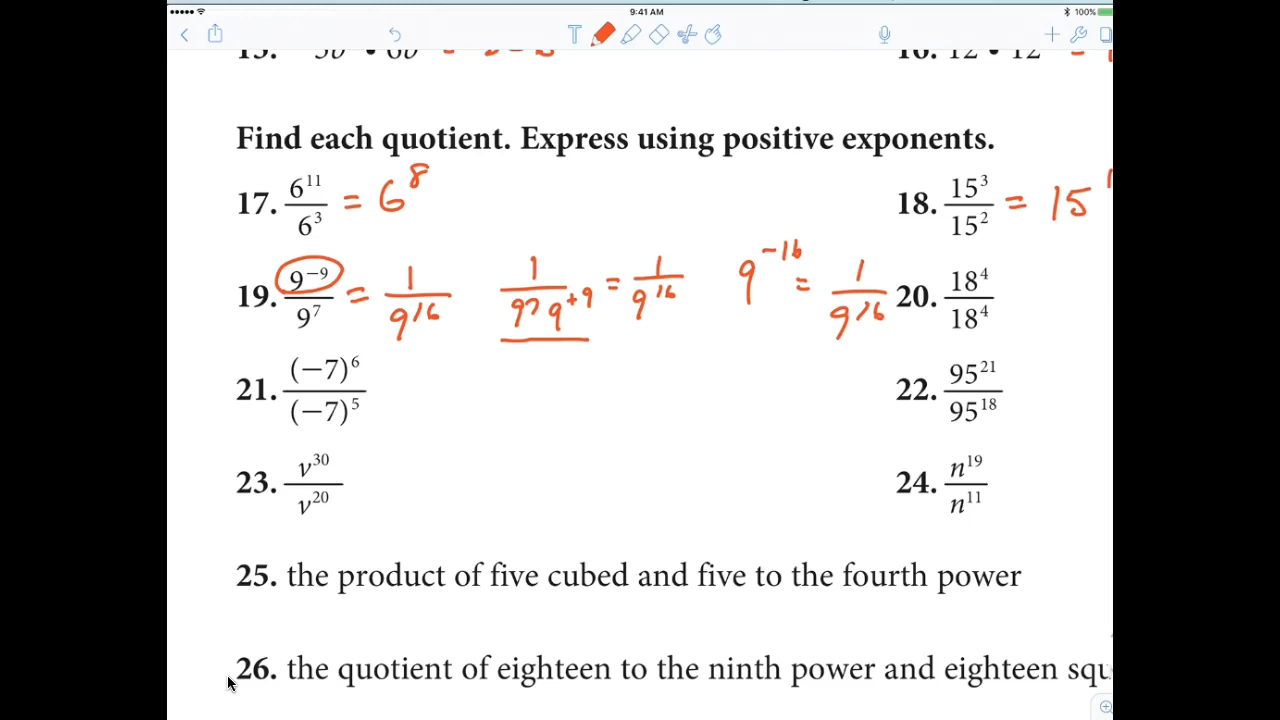 9:41 AM
100%
15.
16.
Find each quotient. Express using positive exponents.
17. 6^11/6^3 = 6^8
18. 15^3/15^2 = 15
19. 9^−9/9^7 = 1/9^16 1/(9^7 9^+9) = 1/9^16 9^−16 = 1/9^16
20. 18^4/18^4
21. (−7)^6/(−7)^5
22. 95^21/95^18
23. v^30/v^20
24. n^19/n^11
25. the product of five cubed and five to the fourth power
26. the quotient of eighteen to the ninth power and eighteen squ